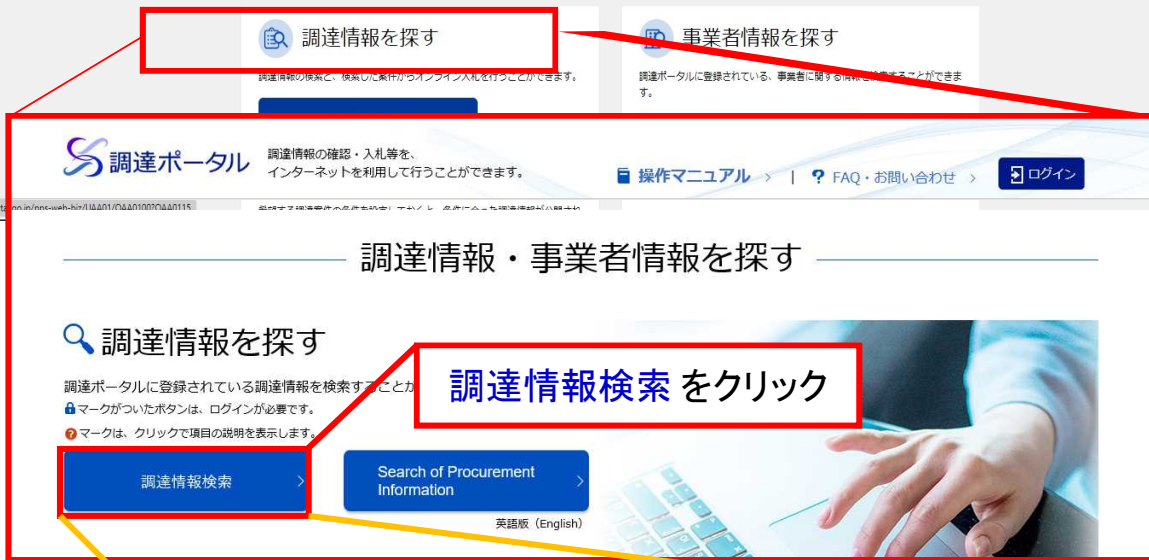 調達情報を探す
事業者情報を探す
調達情報の検索と、検索した案件からオンライン入札を行うことができます。
調達ポータルに登録されている、事業者に関する情報を検索することができま
す。
調達ポータル
調達情報の確認・入札等を、
インターネットを利用して行うことができます。
操作マニュアル > | ? FAQ・お問い合わせ >
ログイン
調達情報・事業者情報を探す
調達情報を探す
調達ポータルに登録されている調達情報を検索することが
マークがついたボタンは、ログインが必要です。
?マークは、クリックで項目の説明を表示します。
調達情報検索 をクリック
調達情報検索 >
Search of Procurement
Information >
英語版（English）